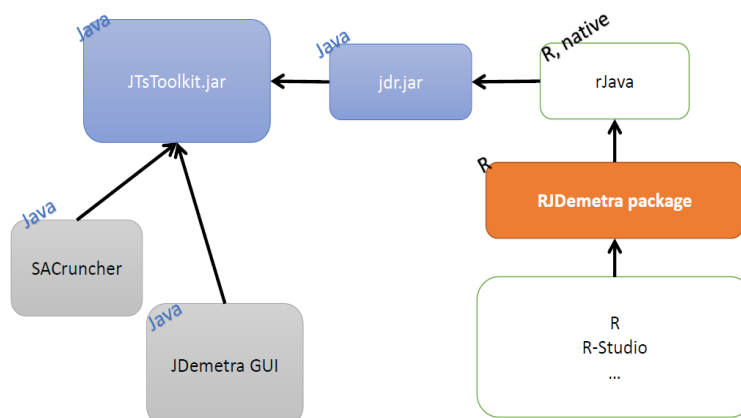 Java
JTsToolkit.jar
Java
jdr.jar
R, native
rJava
R
RJDemetra package
Java
SACruncher
Java
JDemetra GUI
R
R-Studio
...